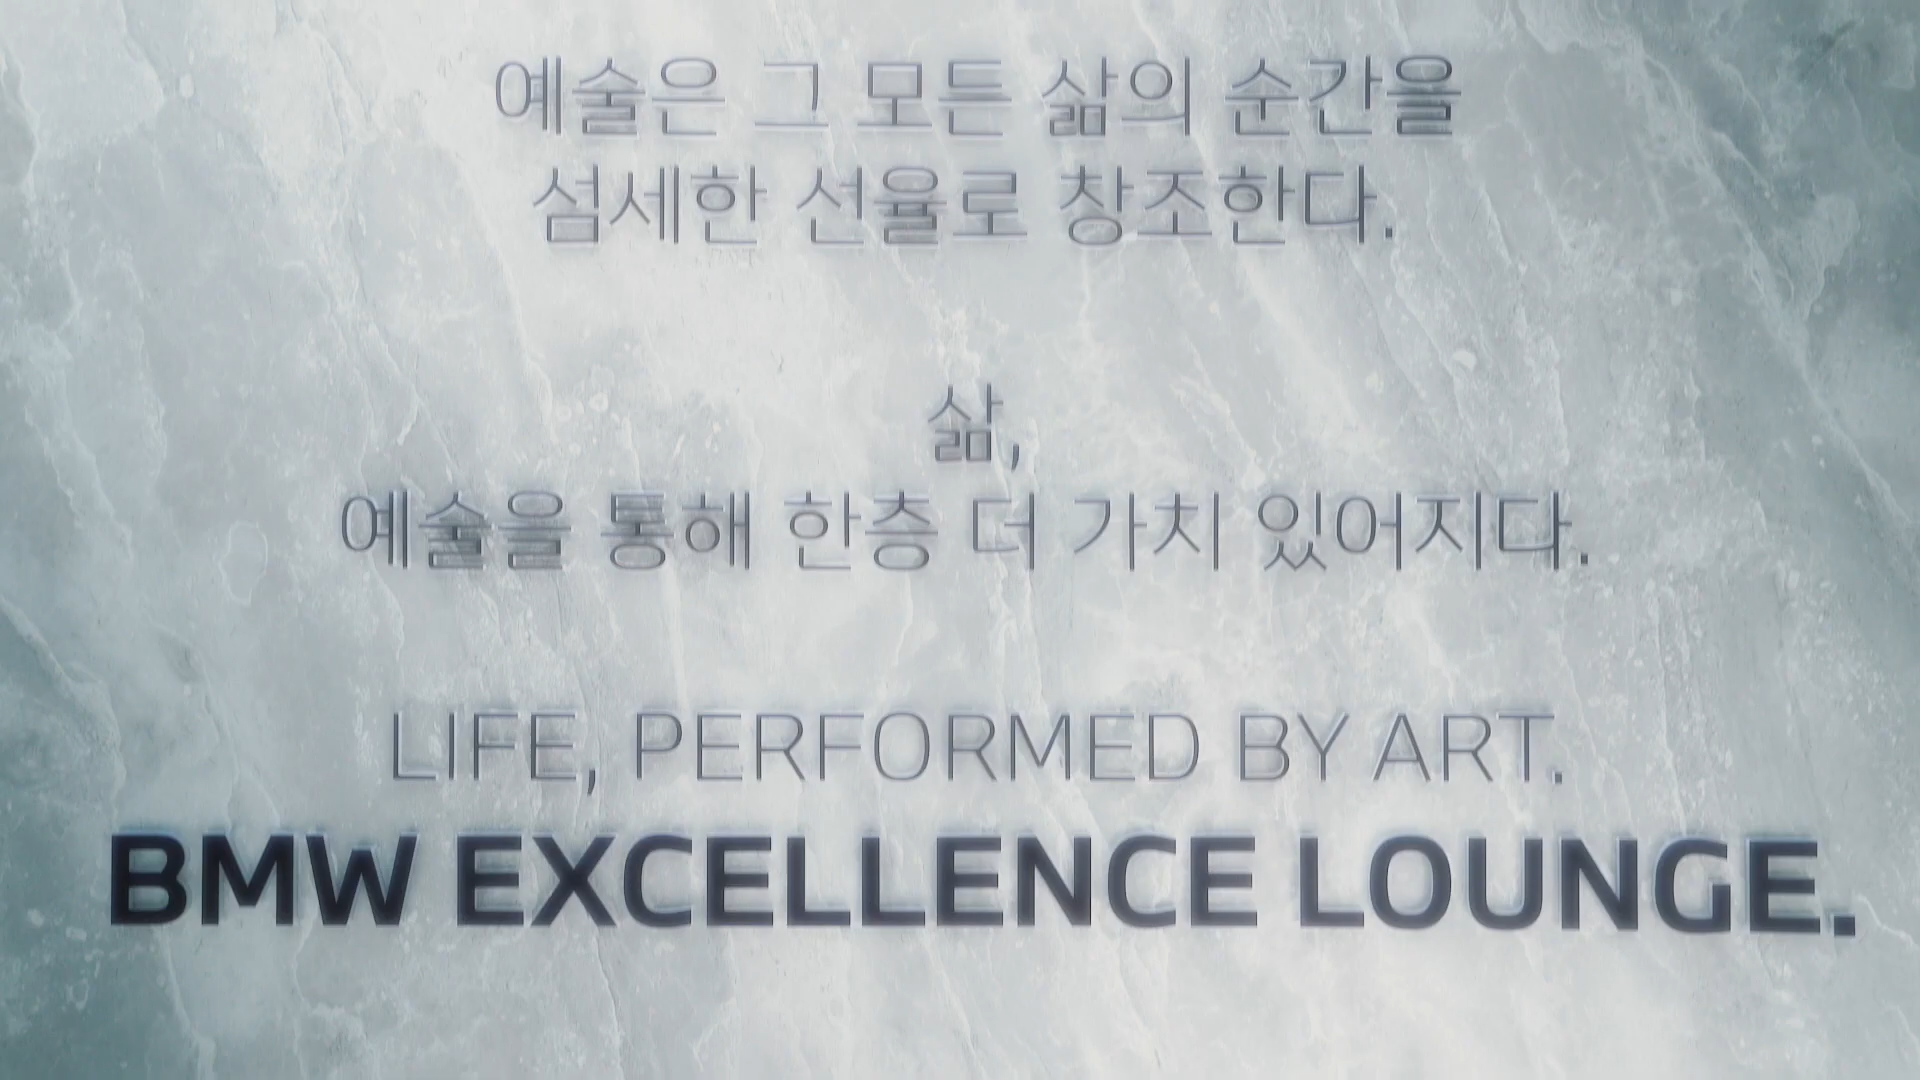 예술은 그 모든 삶의 순간을
섬세한 선율로 창조한다.
삶,
예술을 통해 한층 더 가치 있어지다.
LIFE, PERFORMED BY ART.
BMW EXCELLENCE LOUNGE.